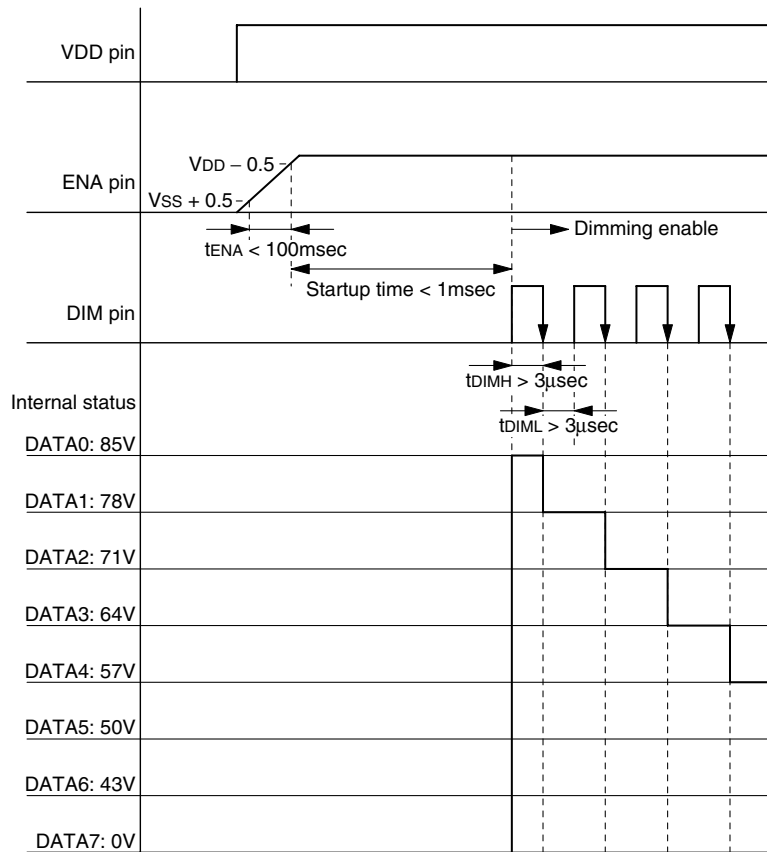 VDD pin
VDD – 0.5
ENA pin
VSS + 0.5
tENA < 100msec
Dimming enable
Startup time < 1msec
DIM pin
tDIMH > 3μsec
Internal status
tDIML > 3μsec
DATA0: 85V
DATA1: 78V
DATA2: 71V
DATA3: 64V
DATA4: 57V
DATA5: 50V
DATA6: 43V
DATA7: 0V